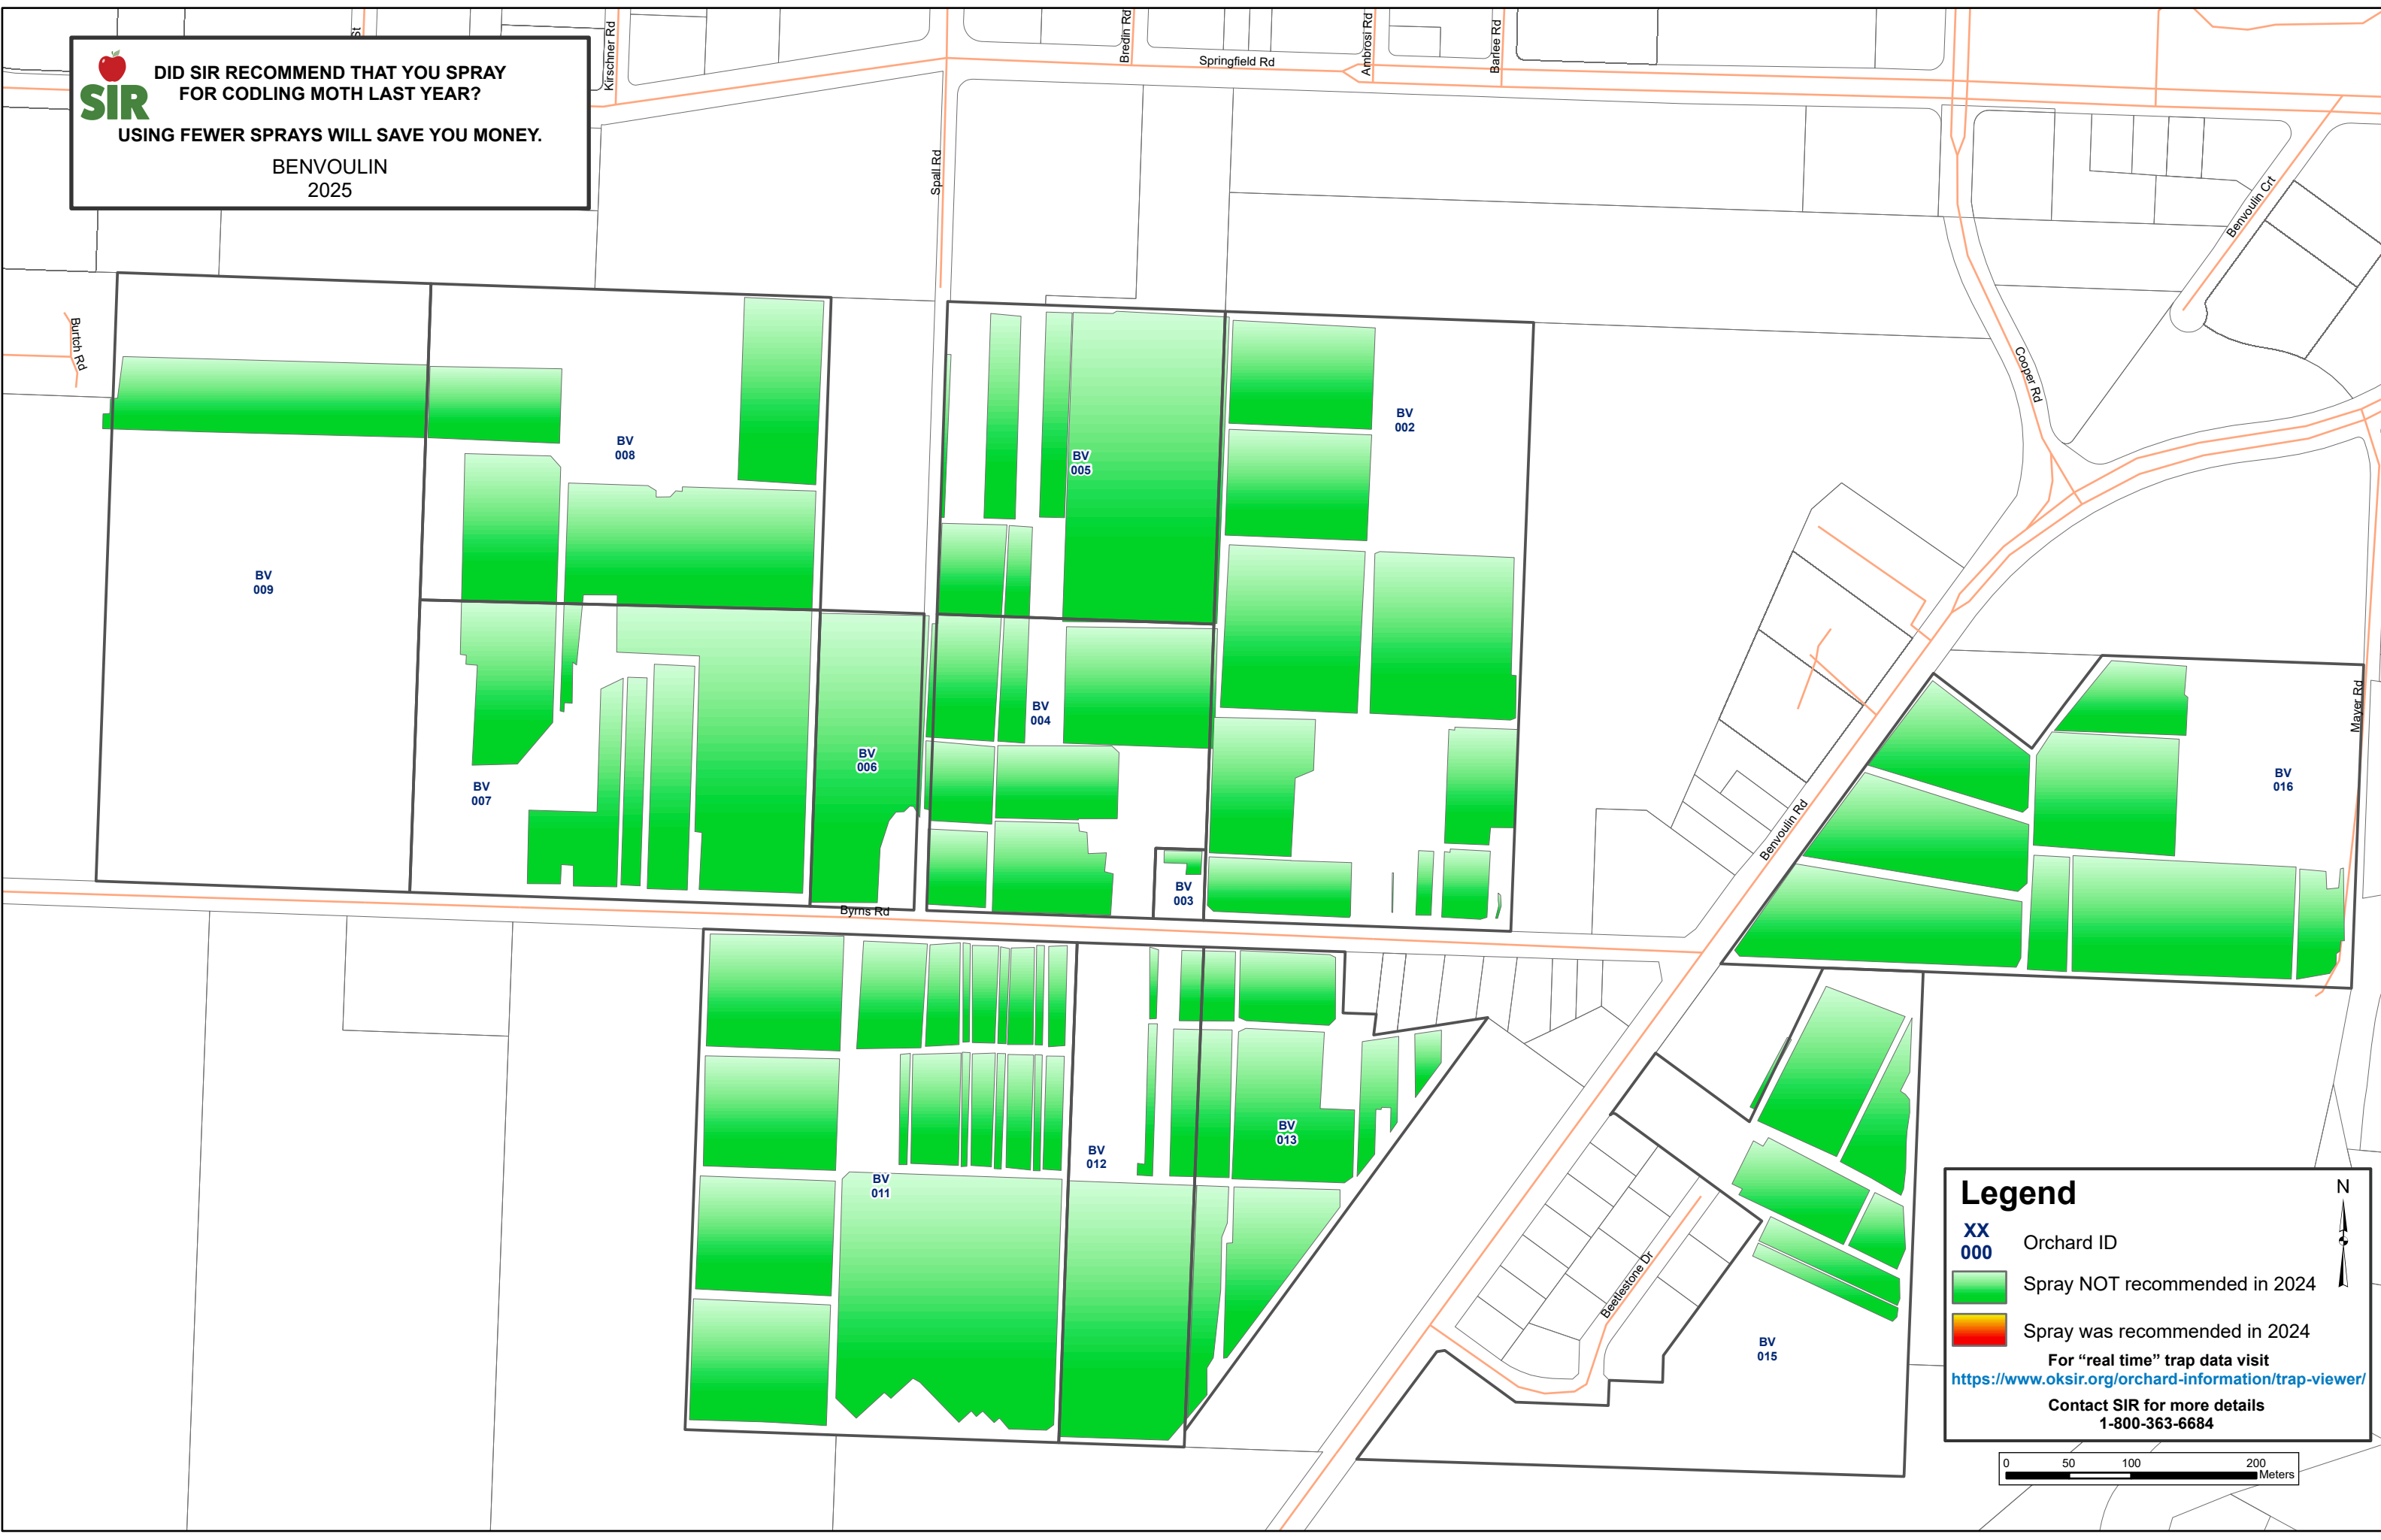 SIR
DID SIR RECOMMEND THAT YOU SPRAY
FOR CODLING MOTH LAST YEAR?
USING FEWER SPRAYS WILL SAVE YOU MONEY.
BENVOULIN
2025
St
Kirschner Rd
Bredin Rd
Springfield Rd
Ambrosi Rd
Barlee Rd
Spall Rd
Benvoulin Crt
Burtch Rd
Cooper Rd
BV
002
BV
008
BV
005
BV
009
BV
004
BV
006
BV
007
BV
003
Byrns Rd
Mayer Rd
BV
016
Benvoulin Rd
BV
013
BV
012
BV
011
Beetlestone Dr
BV
015
Legend
N
XX
000
Orchard ID
Spray NOT recommended in 2024
Spray was recommended in 2024
For “real time” trap data visit
https://www.oksir.org/orchard-information/trap-viewer/
Contact SIR for more details
1-800-363-6684
0 50 100 200
Meters